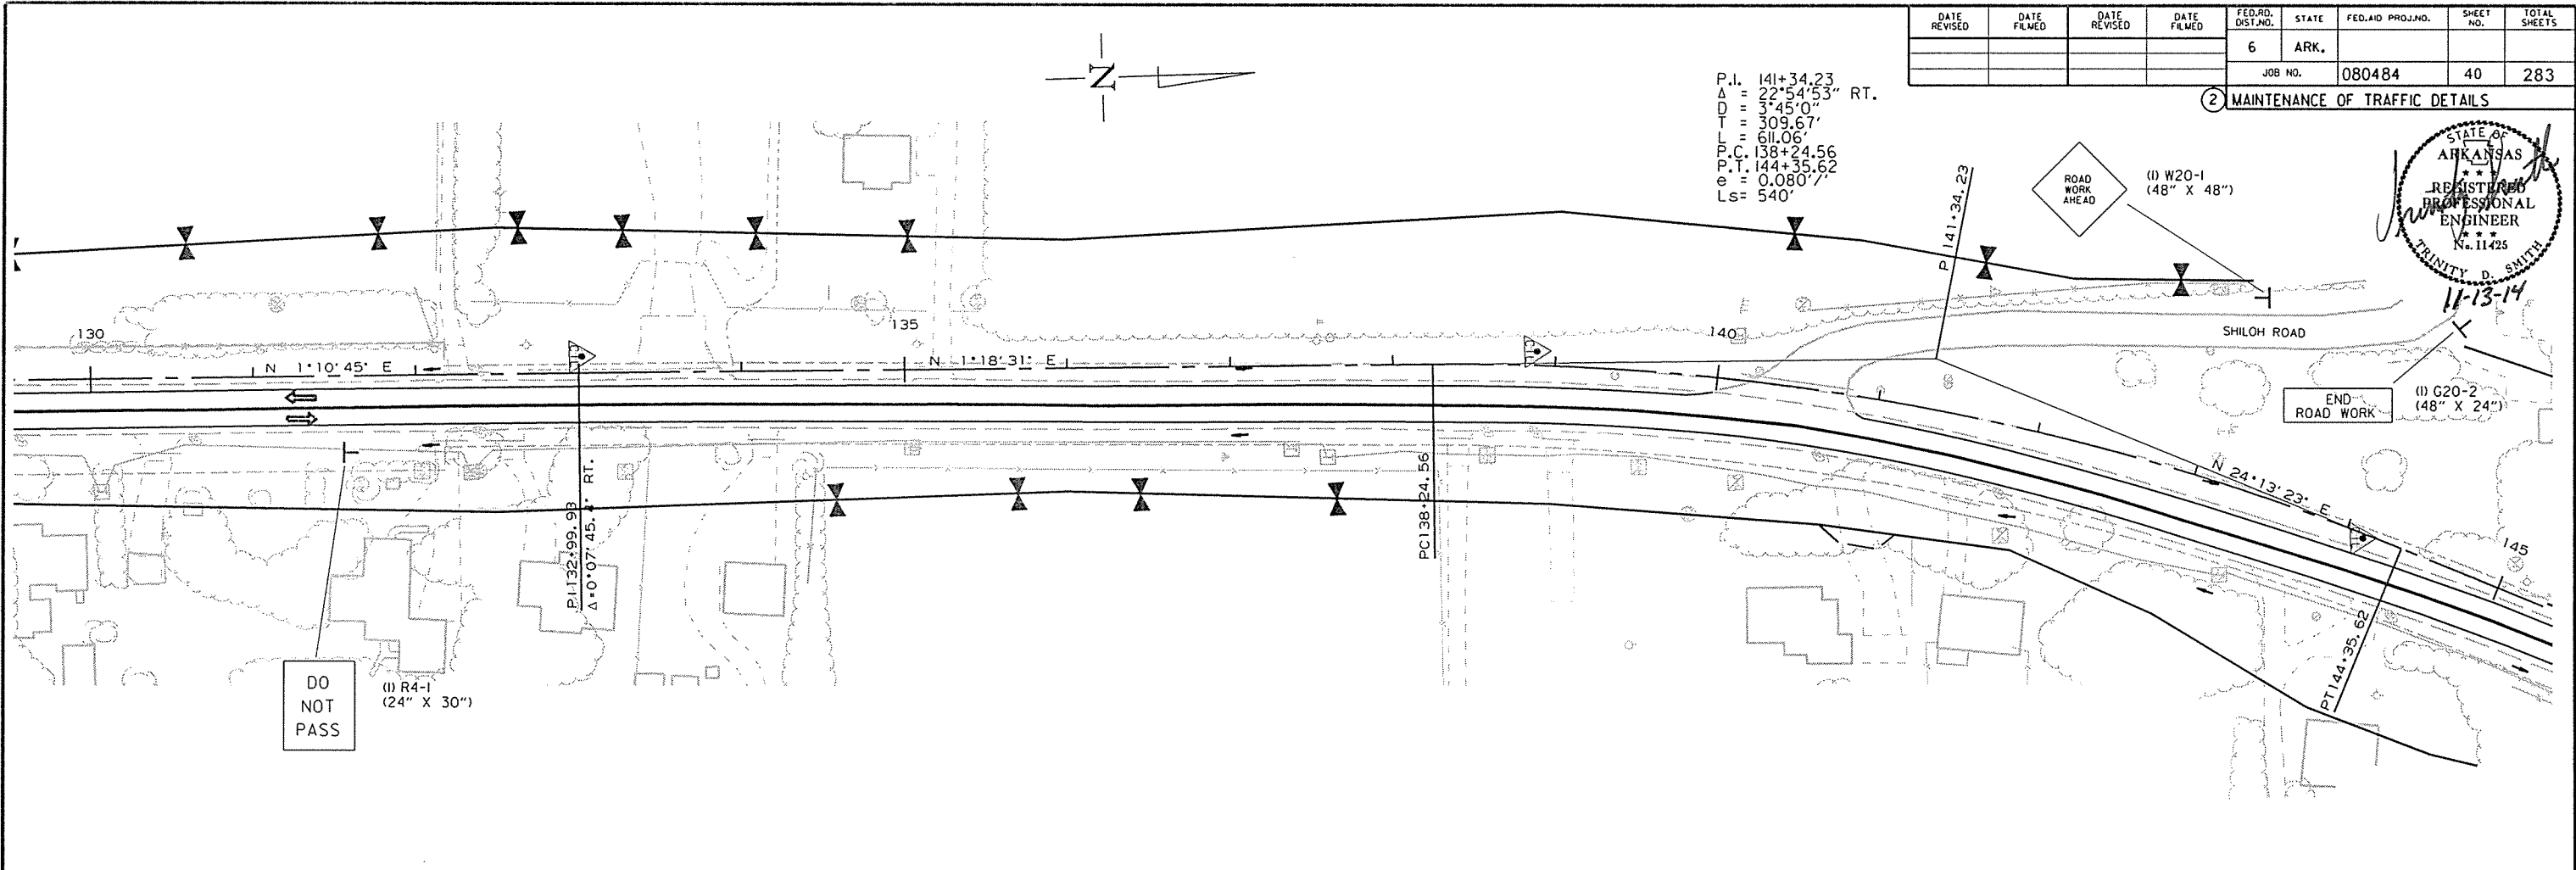 DATE REVISED
DATE FILMED
DATE REVISED
DATE FILMED
FED.RD. DIST.NO.
STATE
FED.AID PROJ.NO.
SHEET NO.
TOTAL SHEETS
6
ARK.
JOB NO.
080484
40
283
2
MAINTENANCE OF TRAFFIC DETAILS
N
P.I. 141+34.23
Δ = 22°54'53" RT.
D = 3°45'0"
T = 309.67'
L = 611.06'
P.C. 138+24.56
P.T. 144+35.62
e = 0.080'/'
Ls= 540'
STATE OF
ARKANSAS
★ ★ ★
REGISTERED
PROFESSIONAL
ENGINEER
★ ★ ★
No. 11425
TRINITY D. SMITH
11-13-14
ROAD
WORK
AHEAD
(1) W20-1
(48" X 48")
PI 141+34.23
130
135
140
145
SHILOH ROAD
N 1°10'45" E
N 1°18'31" E
N 24°13'23" E
END
ROAD WORK
(1) G20-2
(48" X 24")
PI 132+99.93
Δ=0°07'45.4" RT.
PC138+24.56
PT144+35.62
DO
NOT
PASS
(1) R4-1
(24" X 30")